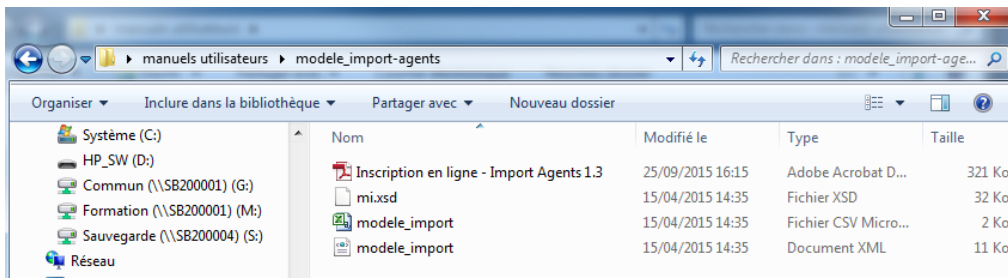 manuels utilisateurs ▸ modele_import-agents
Rechercher dans : modele_import-age...
Organiser Inclure dans la bibliothèque Partager avec Nouveau dossier
Système (C:)
HP_SW (D:)
Commun (\\SB200001) (G:)
Formation (\\SB200001) (M:)
Sauvegarde (\\SB200004) (S:)
Réseau
Nom Modifié le Type Taille
Inscription en ligne - Import Agents 1.3 25/09/2015 16:15 Adobe Acrobat D... 321 Ko
mi.xsd 15/04/2015 14:35 Fichier XSD 32 Ko
modele_import 15/04/2015 14:35 Fichier CSV Micro... 2 Ko
modele_import 15/04/2015 14:35 Document XML 11 Ko